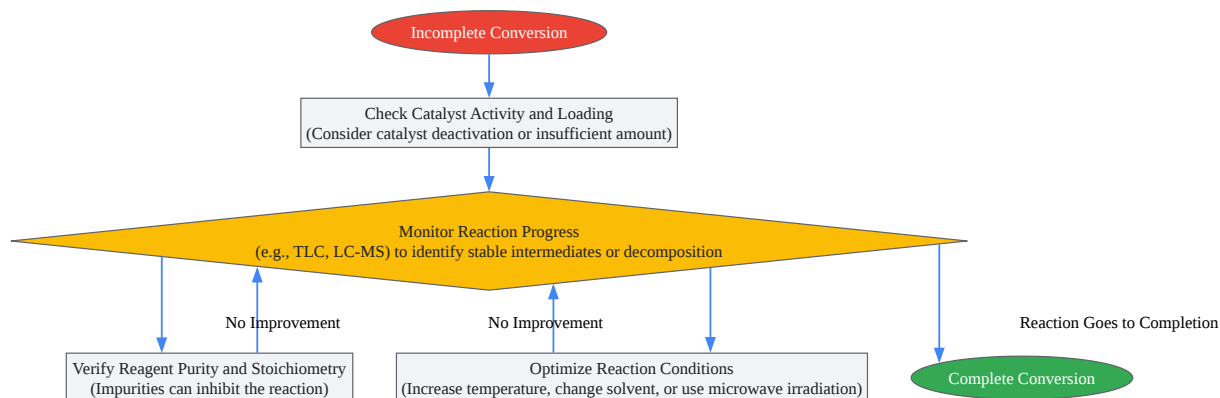 Incomplete Conversion
Check Catalyst Activity and Loading
(Consider catalyst deactivation or insufficient amount)
Monitor Reaction Progress
(e.g., TLC, LC-MS) to identify stable intermediates or decomposition
No Improvement
No Improvement
Reaction Goes to Completion
Verify Reagent Purity and Stoichiometry
(Impurities can inhibit the reaction)
Optimize Reaction Conditions
(Increase temperature, change solvent, or use microwave irradiation)
Complete Conversion